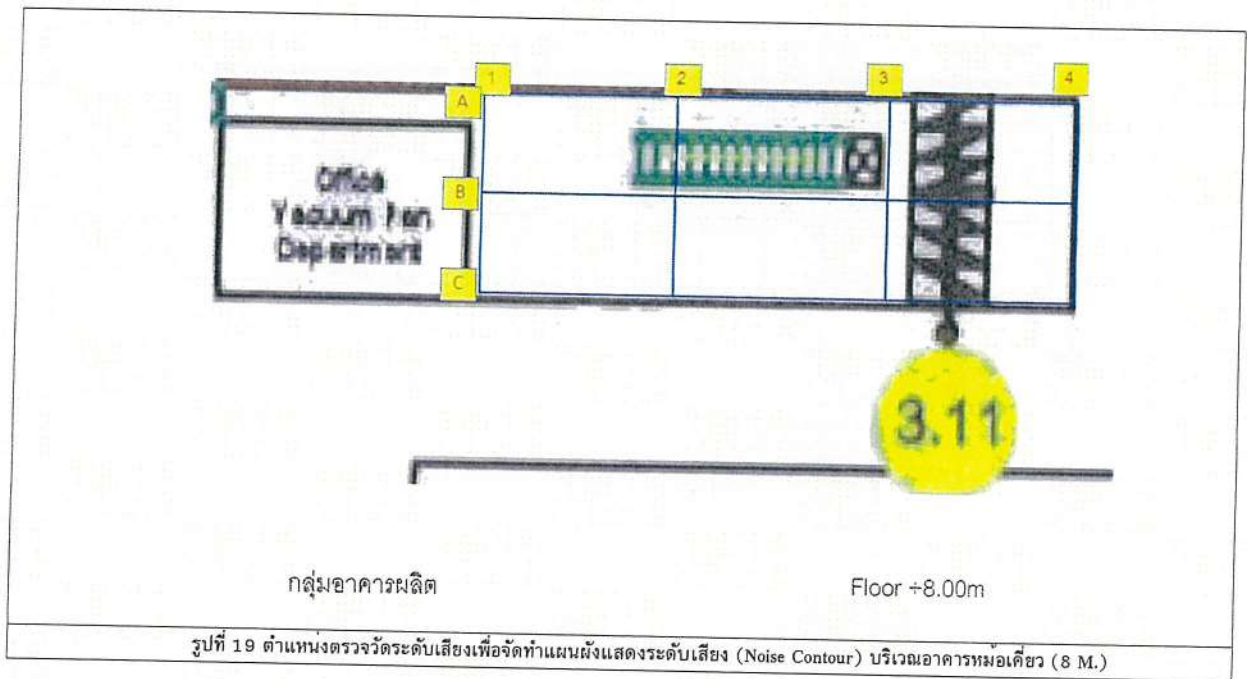 1 2 3 4
A
B
C
Office
Vacuum Pan
Department
3.11
กลุ่มอาคารผลิต
Floor +8.00m
รูปที่ 19 ตำแหน่งตรวจวัดระดับเสียงเพื่อจัดทำแผนผังแสดงระดับเสียง (Noise Contour) บริเวณอาคารหม้อเคี่ยว (8 M.)